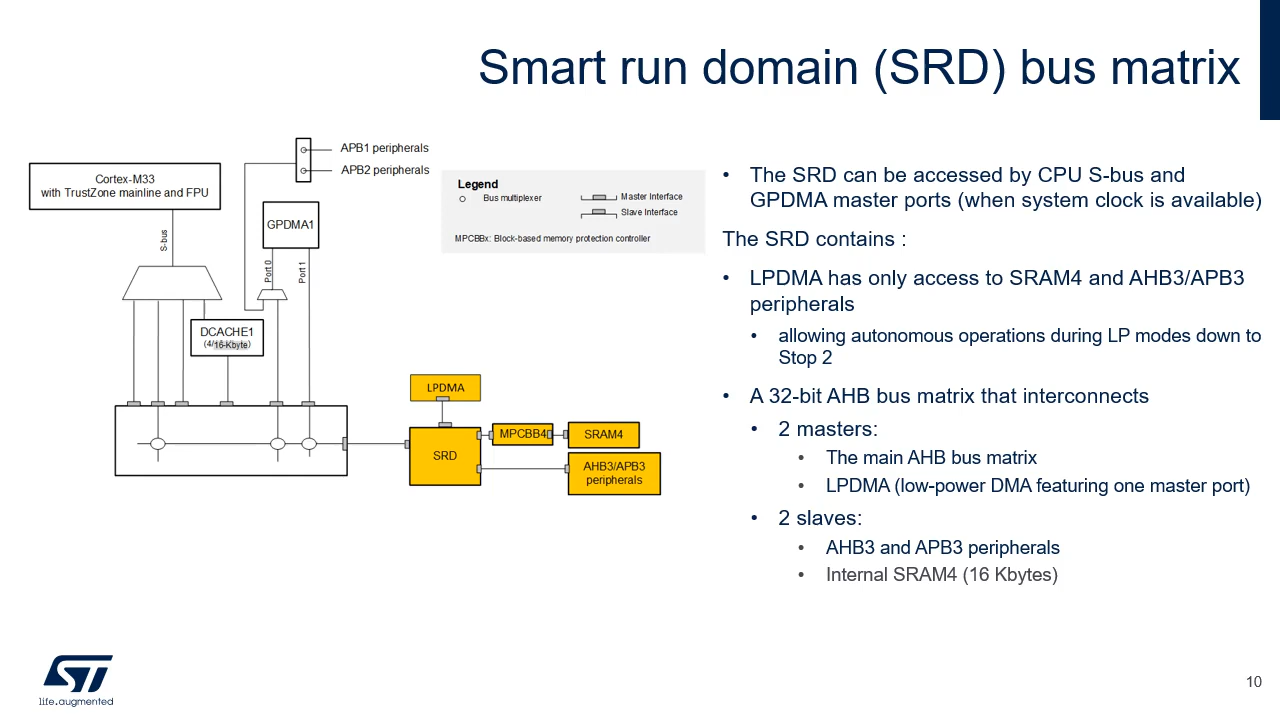 Smart run domain (SRD) bus matrix
APB1 peripherals
APB2 peripherals
Cortex-M33
with TrustZone mainline and FPU
Legend
Bus multiplexer
Master Interface
Slave Interface
MPCBBx: Block-based memory protection controller
GPDMA1
S-bus
Port 0
Port 1
DCACHE1
(4/16-Kbyte)
LPDMA
SRD
MPCBB4
SRAM4
AHB3/APB3
peripherals
• The SRD can be accessed by CPU S-bus and
GPDMA master ports (when system clock is available)
The SRD contains :
• LPDMA has only access to SRAM4 and AHB3/APB3
peripherals
• allowing autonomous operations during LP modes down to
Stop 2
• A 32-bit AHB bus matrix that interconnects
• 2 masters:
• The main AHB bus matrix
• LPDMA (low-power DMA featuring one master port)
• 2 slaves:
• AHB3 and APB3 peripherals
• Internal SRAM4 (16 Kbytes)
ST
life.augmented
10